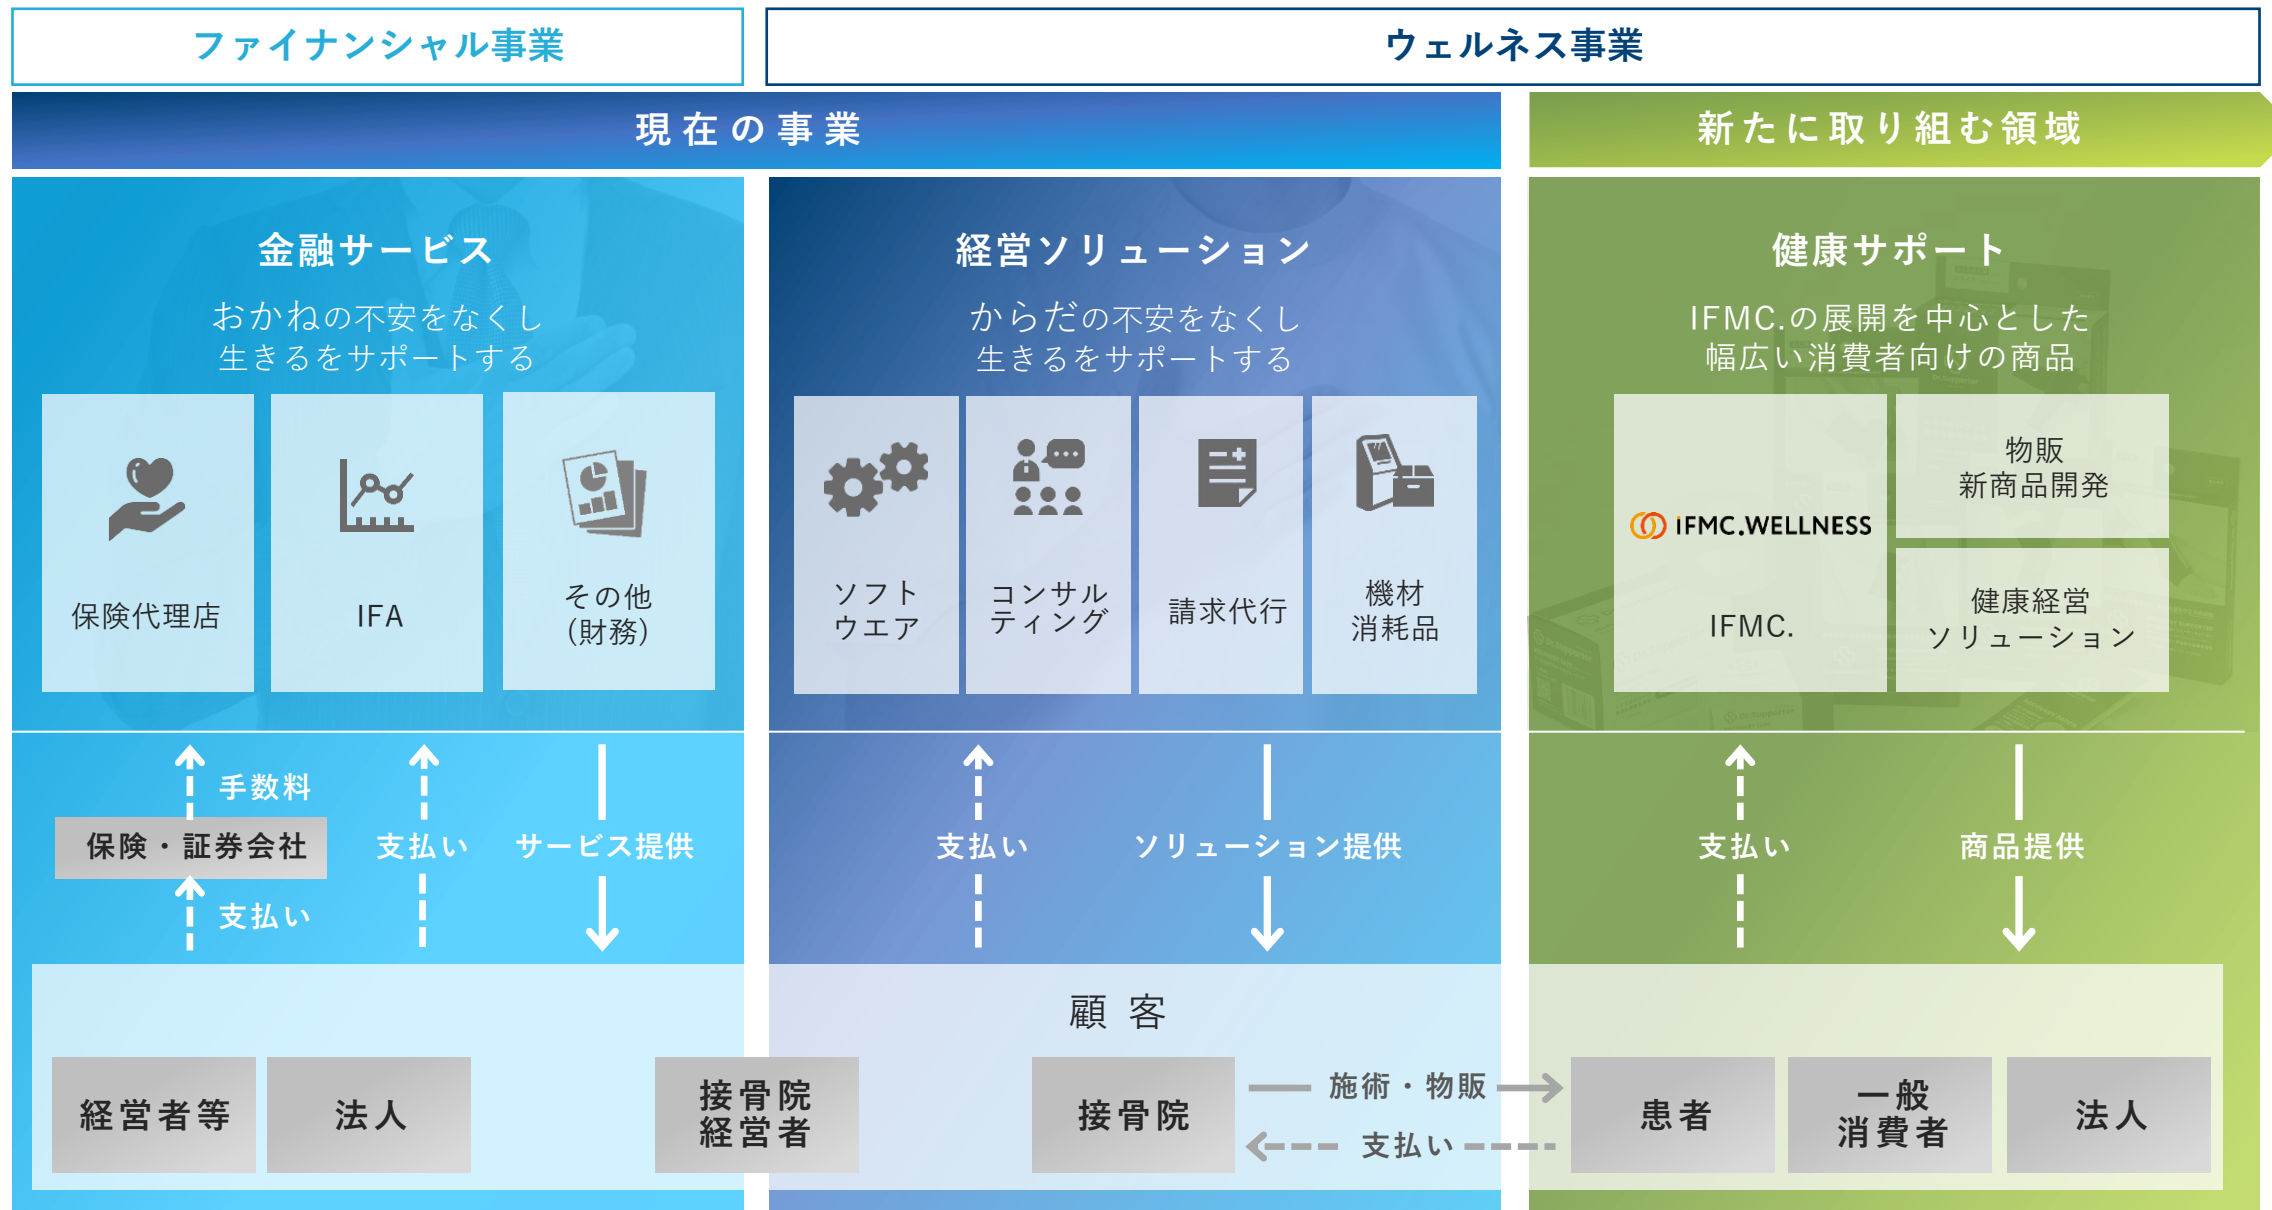 ファイナンシャル事業
ウェルネス事業
現在の事業
新たに取り組む領域
金融サービス
おかねの不安をなくし
生きるをサポートする
保険代理店
IFA
その他
(財務)
経営ソリューション
からだの不安をなくし
生きるをサポートする
ソフト
ウエア
コンサル
ティング
請求代行
機材
消耗品
健康サポート
IFMC.の展開を中心とした
幅広い消費者向けの商品
iFMC.WELLNESS
IFMC.
物販
新商品開発
健康経営
ソリューション
手数料
保険・証券会社
支払い
支払い
サービス提供
支払い
ソリューション提供
支払い
商品提供
顧客
経営者等
法人
接骨院
経営者
接骨院
施術・物販
支払い
患者
一般
消費者
法人